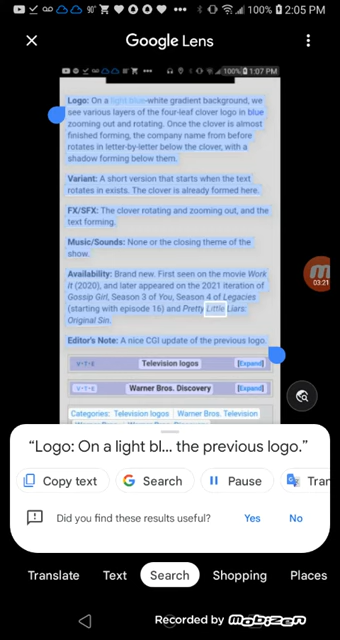 90° 100% 2:05 PM
Google Lens
100% 1:07 PM
Logo: On a light blue-white gradient background, we
see various layers of the four-leaf clover logo in blue
zooming out and rotating. Once the clover is almost
finished forming, the company name from before
rotates in letter-by-letter below the clover, with a
shadow forming below them.
Variant: A short version that starts when the text
rotates in exists. The clover is already formed here.
FX/SFX: The clover rotating and zooming out, and the
text forming.
Music/Sounds: None or the closing theme of the
show.
Availability: Brand new. First seen on the movie Work
It (2020), and later appeared on the 2021 iteration of
Gossip Girl, Season 3 of You, Season 4 of Legacies
(starting with episode 16) and Pretty Little Liars:
Original Sin.
03:21
Editor's Note: A nice CGI update of the previous logo.
V·T·E Television logos [Expand]
V·T·E Warner Bros. Discovery [Expand]
Categories: Television logos Warner Bros. Television
Warner Bros. Warner Bros. Discovery
“Logo: On a light bl... the previous logo.”
Copy text Search Pause Tran
Did you find these results useful? Yes No
Translate Text Search Shopping Places
Recorded by MOBIZEN